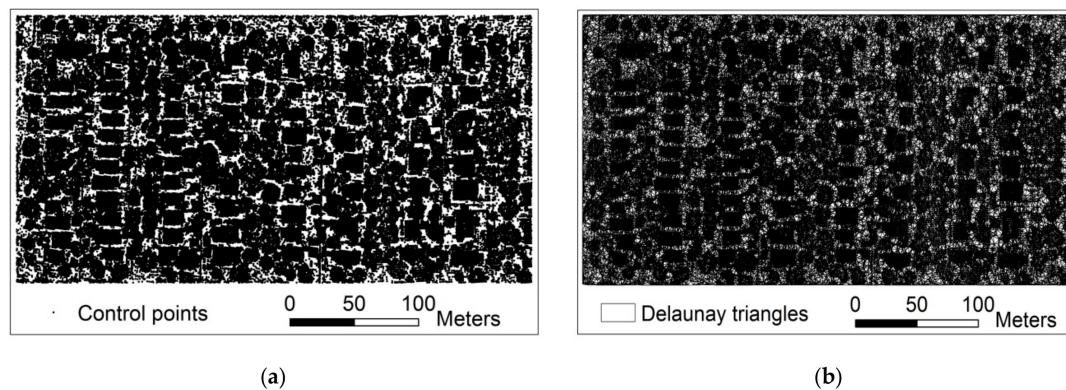 Control points
0 50 100
Meters
Delaunay triangles
0 50 100
Meters
(a)
(b)